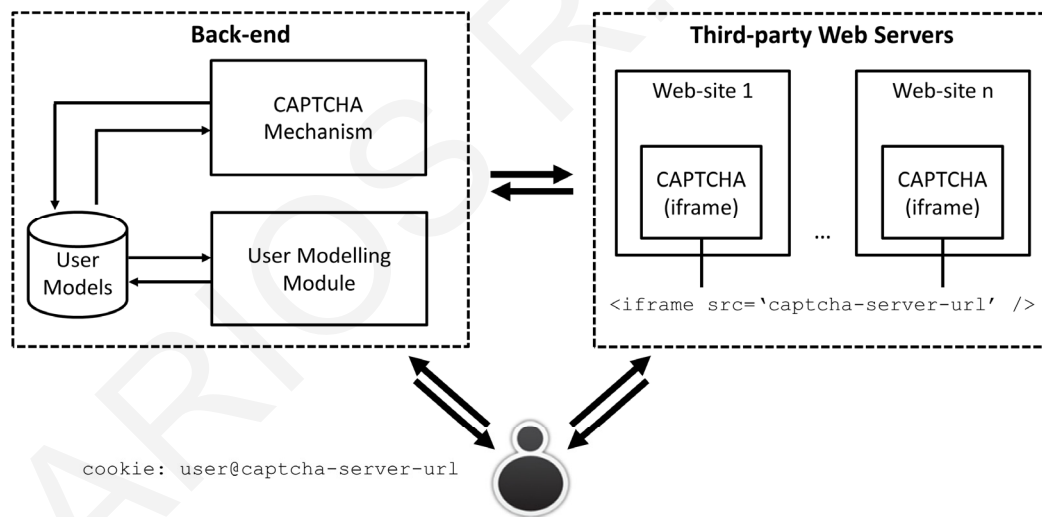 Back-end
CAPTCHA
Mechanism
User
Models
User Modelling
Module
Third-party Web Servers
Web-site 1
CAPTCHA
(iframe)
...
Web-site n
CAPTCHA
(iframe)
<iframe src=‘captcha-server-url’ />
cookie: user@captcha-server-url